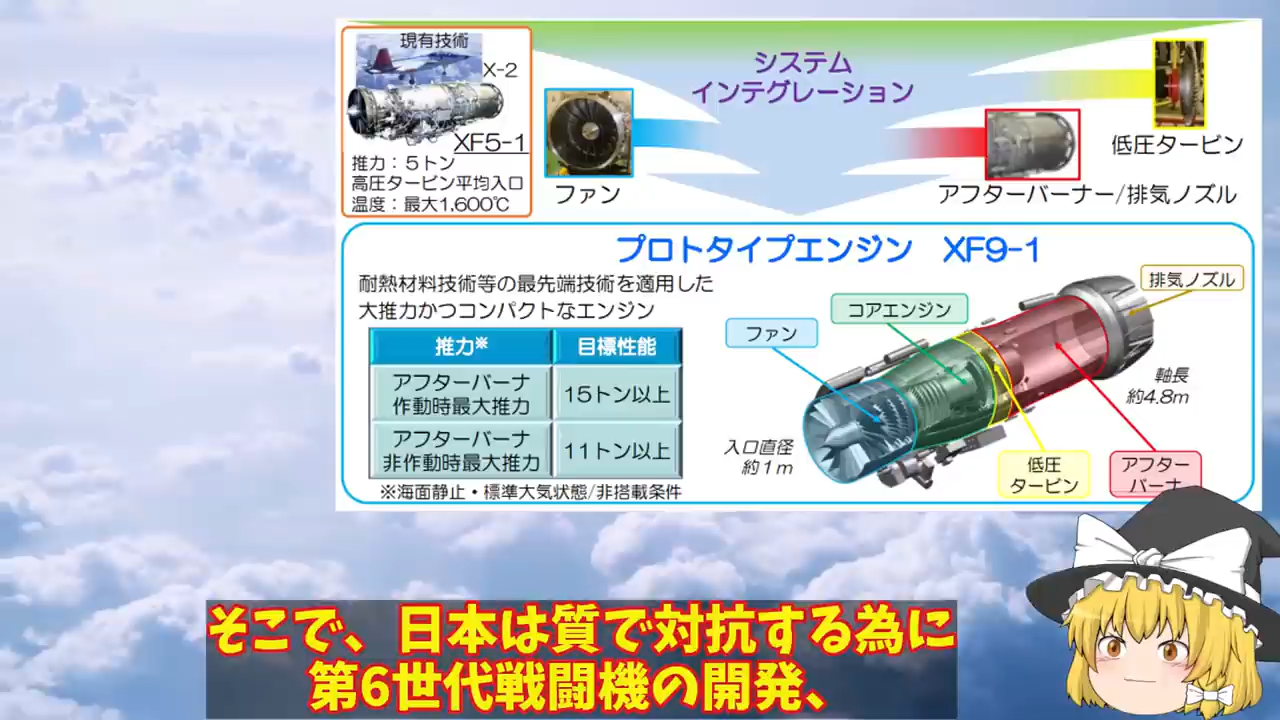 現有技術
X-2
XF5-1
推力：５トン
高圧タービン平均入口
温度：最大1,600℃
ファン
システム
インテグレーション
低圧タービン
アフターバーナー/排気ノズル
プロトタイプエンジン　XF9-1
耐熱材料技術等の最先端技術を適用した
大推力かつコンパクトなエンジン
推力※
目標性能
アフターバーナ
作動時最大推力
15トン以上
アフターバーナ
非作動時最大推力
11トン以上
※海面静止・標準大気状態/非搭載条件
ファン
コアエンジン
排気ノズル
軸長
約4.8m
入口直径
約１ｍ
低圧
タービン
アフター
バーナ
そこで、日本は質で対抗する為に
第6世代戦闘機の開発、